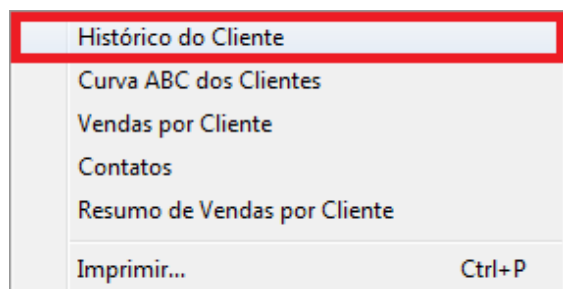 Histórico do Cliente
Curva ABC dos Clientes
Vendas por Cliente
Contatos
Resumo de Vendas por Cliente
Imprimir... Ctrl+P